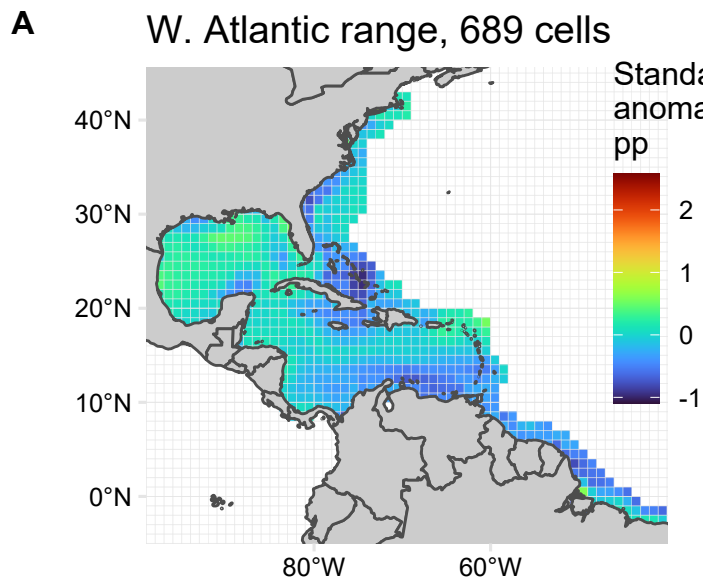 A
W. Atlantic range, 689 cells
Standa
anoma
pp
40°N
30°N
20°N
10°N
0°N
2
1
0
-1
80°W
60°W